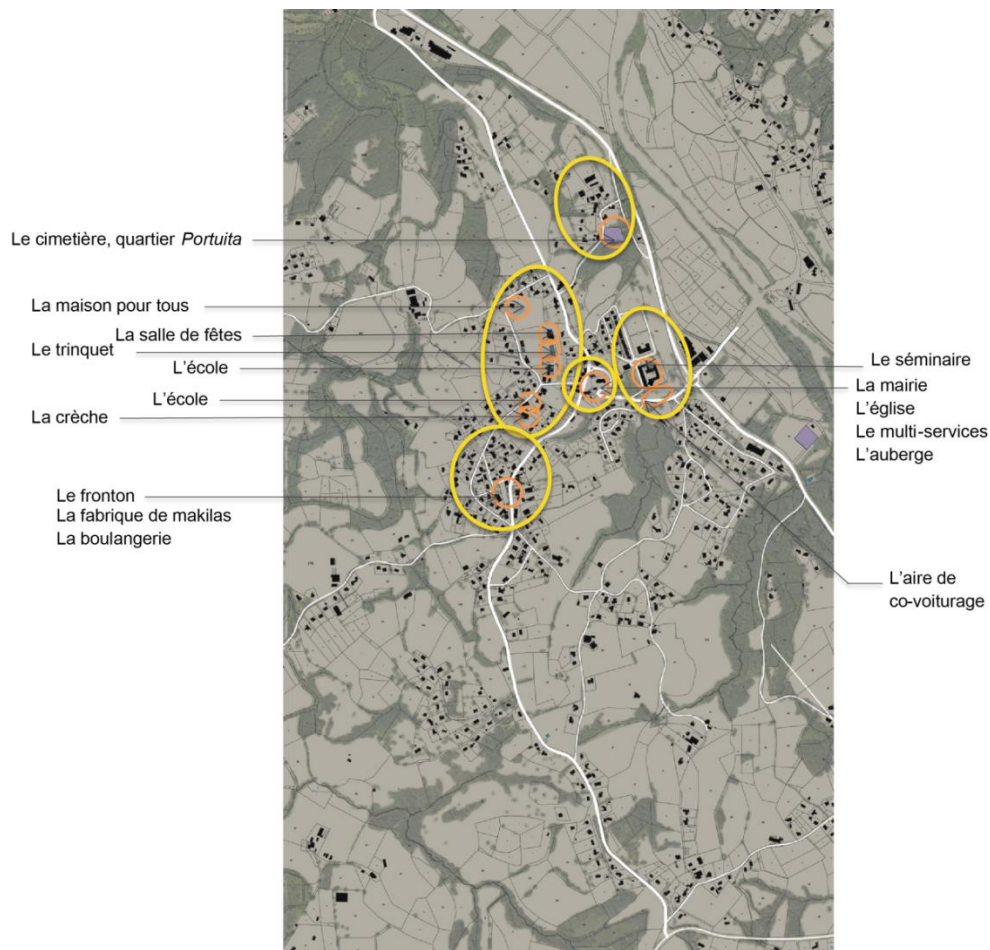 Le cimetière, quartier Portuita
La maison pour tous
La salle de fêtes
Le trinquet
L'école
L'école
La crèche
Le fronton
La fabrique de makilas
La boulangerie
Le séminaire
La mairie
L'église
Le multi-services
L'auberge
L'aire de
co-voiturage